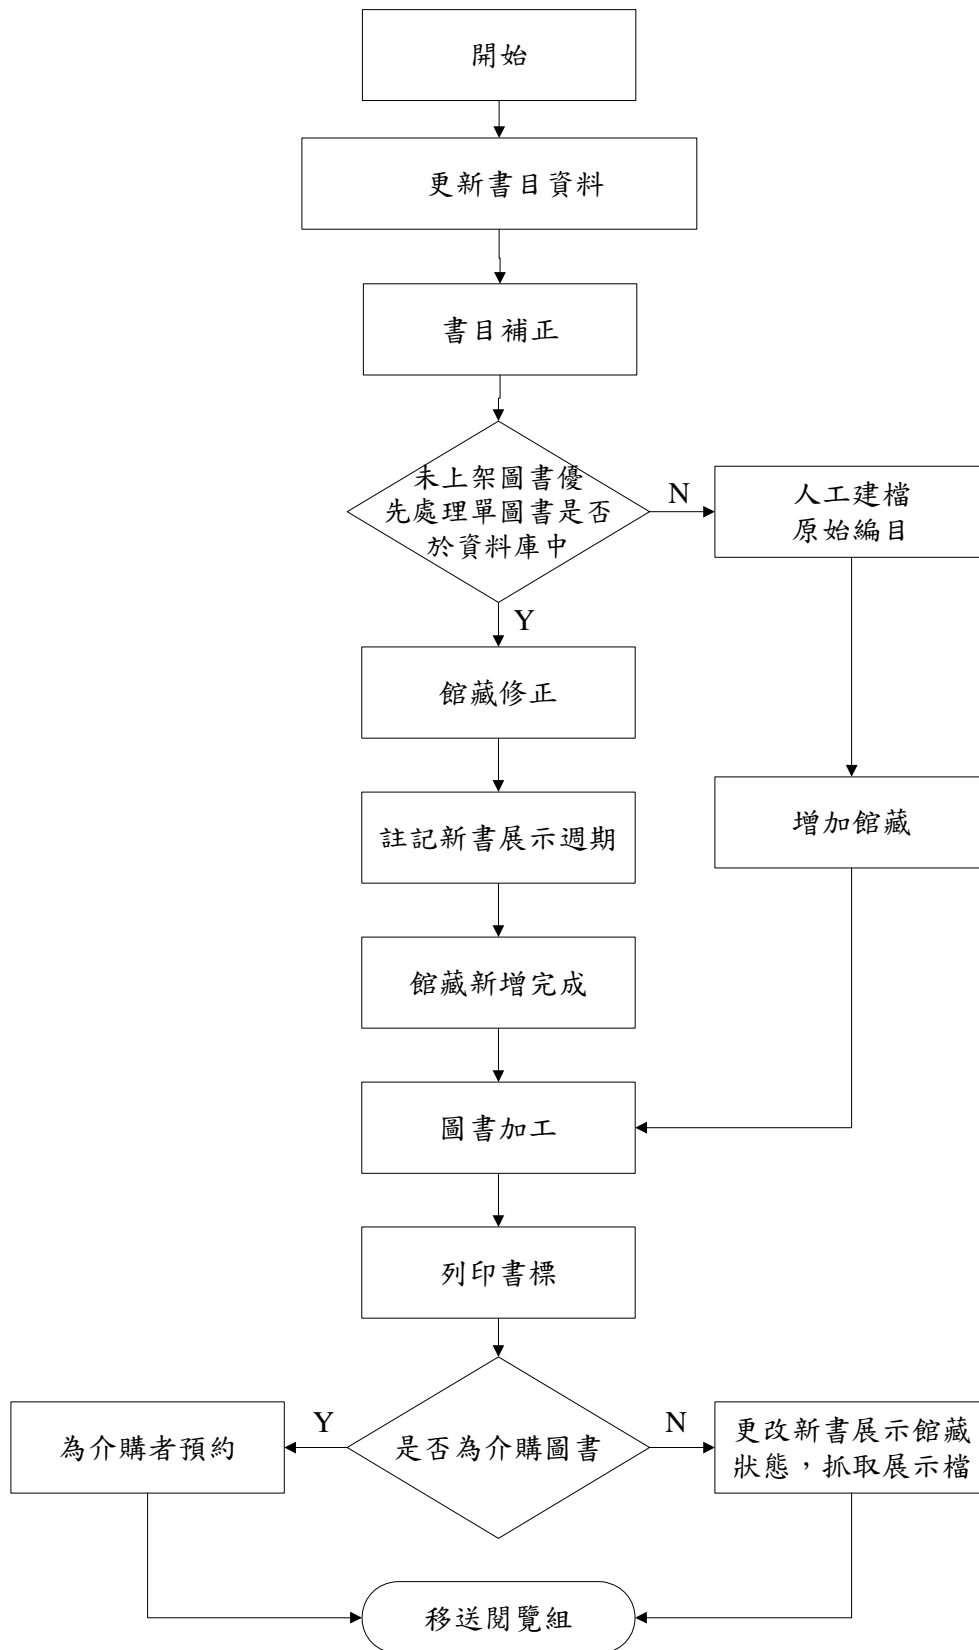 開始
更新書目資料
書目補正
未上架圖書優
先處理單圖書是否
於資料庫中
N
人工建檔
原始編目
Y
館藏修正
註記新書展示週期
增加館藏
館藏新增完成
圖書加工
列印書標
Y
是否為介購圖書
N
為介購者預約
更改新書展示館藏
狀態，抓取展示檔
移送閱覽組